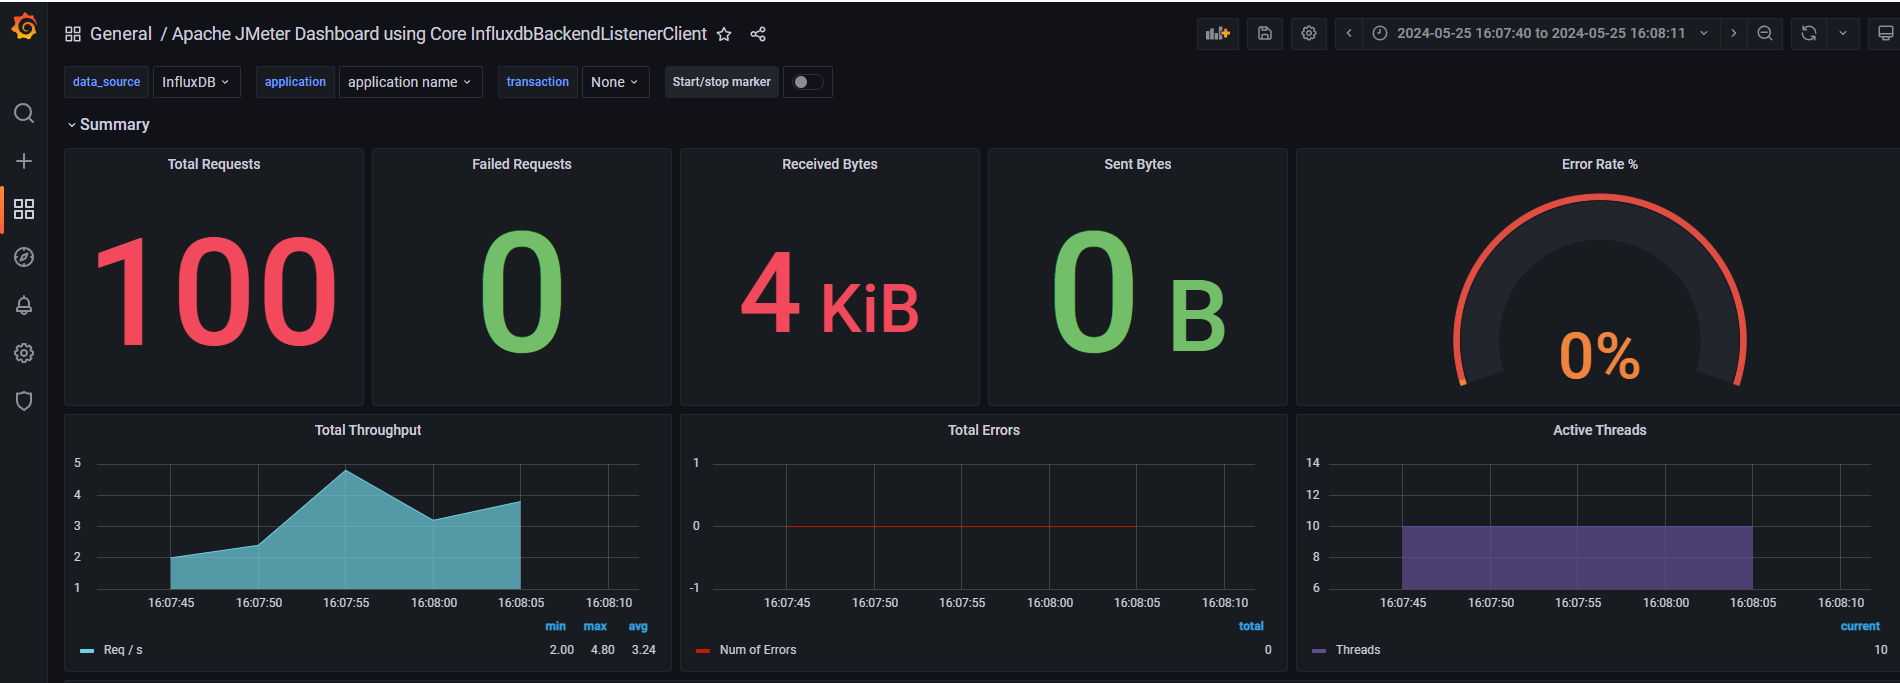 General / Apache JMeter Dashboard using Core InfluxdbBackendListenerClient
2024-05-25 16:07:40 to 2024-05-25 16:08:11
data_source InfluxDB application application name transaction None Start/stop marker
Summary
Total Requests
100
Failed Requests
0
Received Bytes
4 KiB
Sent Bytes
0 B
Error Rate %
0%
Total Throughput
5
4
3
2
1
16:07:45 16:07:50 16:07:55 16:08:00 16:08:05 16:08:10
min max avg
Req / s 2.00 4.80 3.24
Total Errors
1
0
-1
16:07:45 16:07:50 16:07:55 16:08:00 16:08:05 16:08:10
total
Num of Errors 0
Active Threads
14
12
10
8
6
16:07:45 16:07:50 16:07:55 16:08:00 16:08:05 16:08:10
current
Threads 10